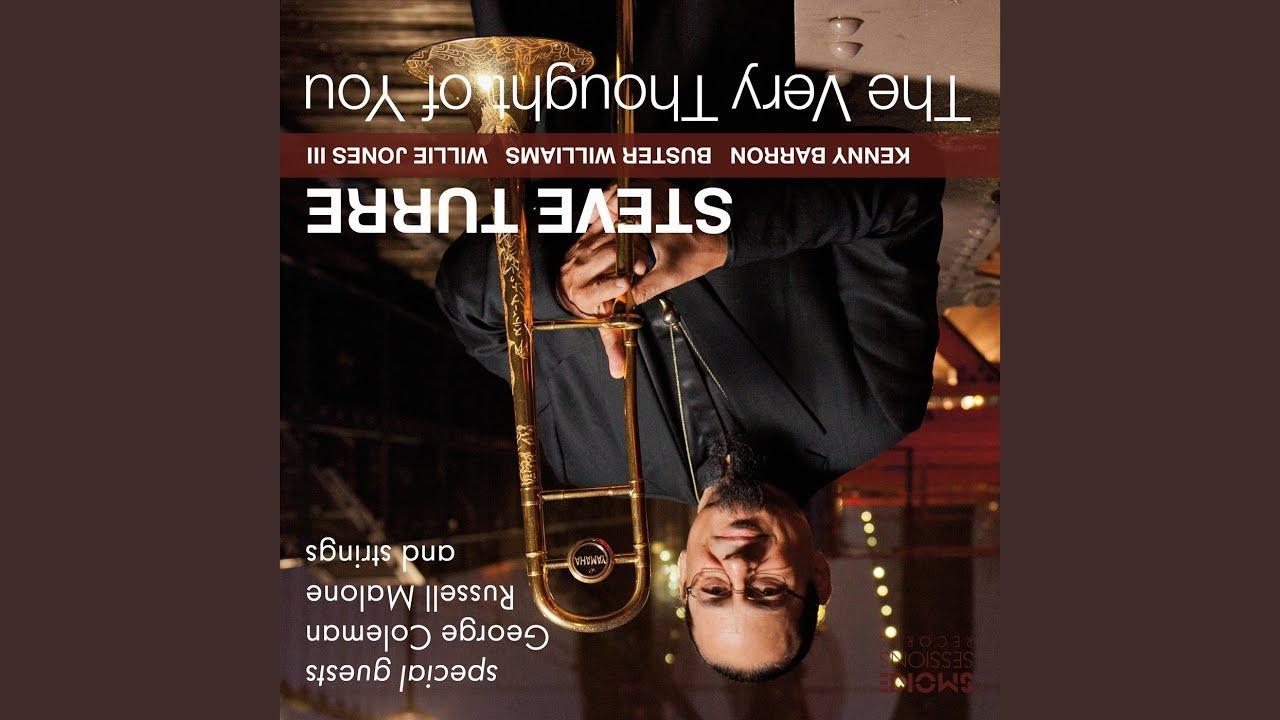 SMOKE
SESSIONS
special guests
George Coleman
Russell Malone
and strings
YAMAHA
STEVE TURRE
KENNY BARRON BUSTER WILLIAMS WILLIE JONES III
The Very Thought of You